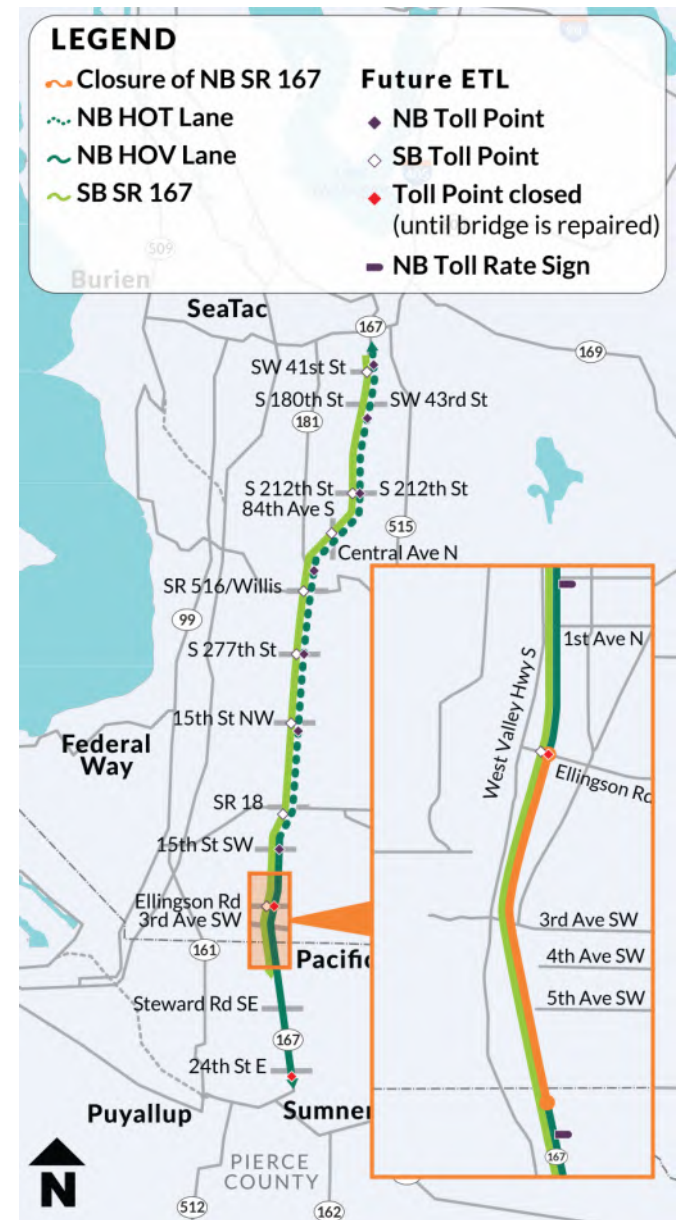 LEGEND
Closure of NB SR 167
NB HOT Lane
NB HOV Lane
SB SR 167
Future ETL
NB Toll Point
SB Toll Point
Toll Point closed
(until bridge is repaired)
NB Toll Rate Sign
509
Burien
SeaTac
167
169
SW 41st St
S 180th St
SW 43rd St
181
S 212th St
S 212th St
84th Ave S
515
Central Ave N
SR 516/Willis
99
S 277th St
15th St NW
Federal
Way
SR 18
15th St SW
Ellingson Rd
3rd Ave SW
161
Pacific
Steward Rd SE
167
24th St E
Puyallup
Sumner
PIERCE
COUNTY
512
162
N
1st Ave N
West Valley Hwy S
Ellingson Rd
3rd Ave SW
4th Ave SW
5th Ave SW
167